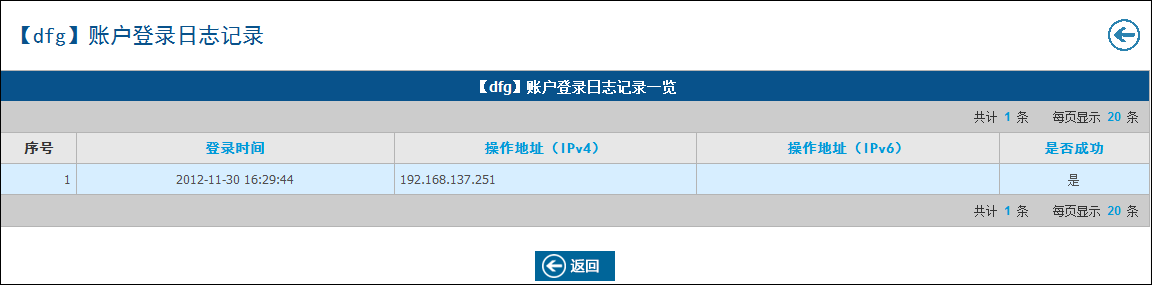 【dfg】账户登录日志记录
【dfg】账户登录日志记录一览
共计 1 条 每页显示 20 条
序号 登录时间 操作地址（IPv4） 操作地址（IPv6） 是否成功
1 2012-11-30 16:29:44 192.168.137.251 是
共计 1 条 每页显示 20 条
返回